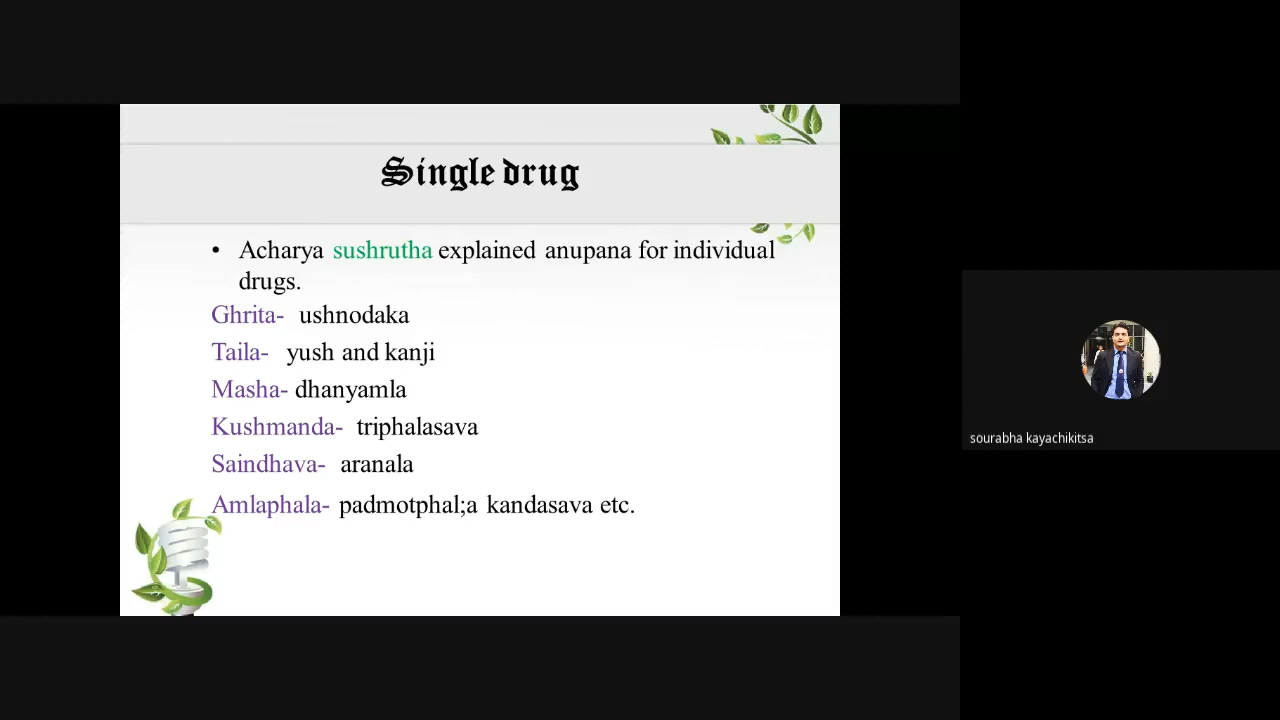 Single drug
• Acharya sushrutha explained anupana for individual
drugs.
Ghrita- ushnodaka
Taila- yush and kanji
Masha- dhanyamla
Kushmanda- triphalasava
Saindhava- aranala
Amlaphala- padmotphal;a kandasava etc.
sourabha kayachikitsa